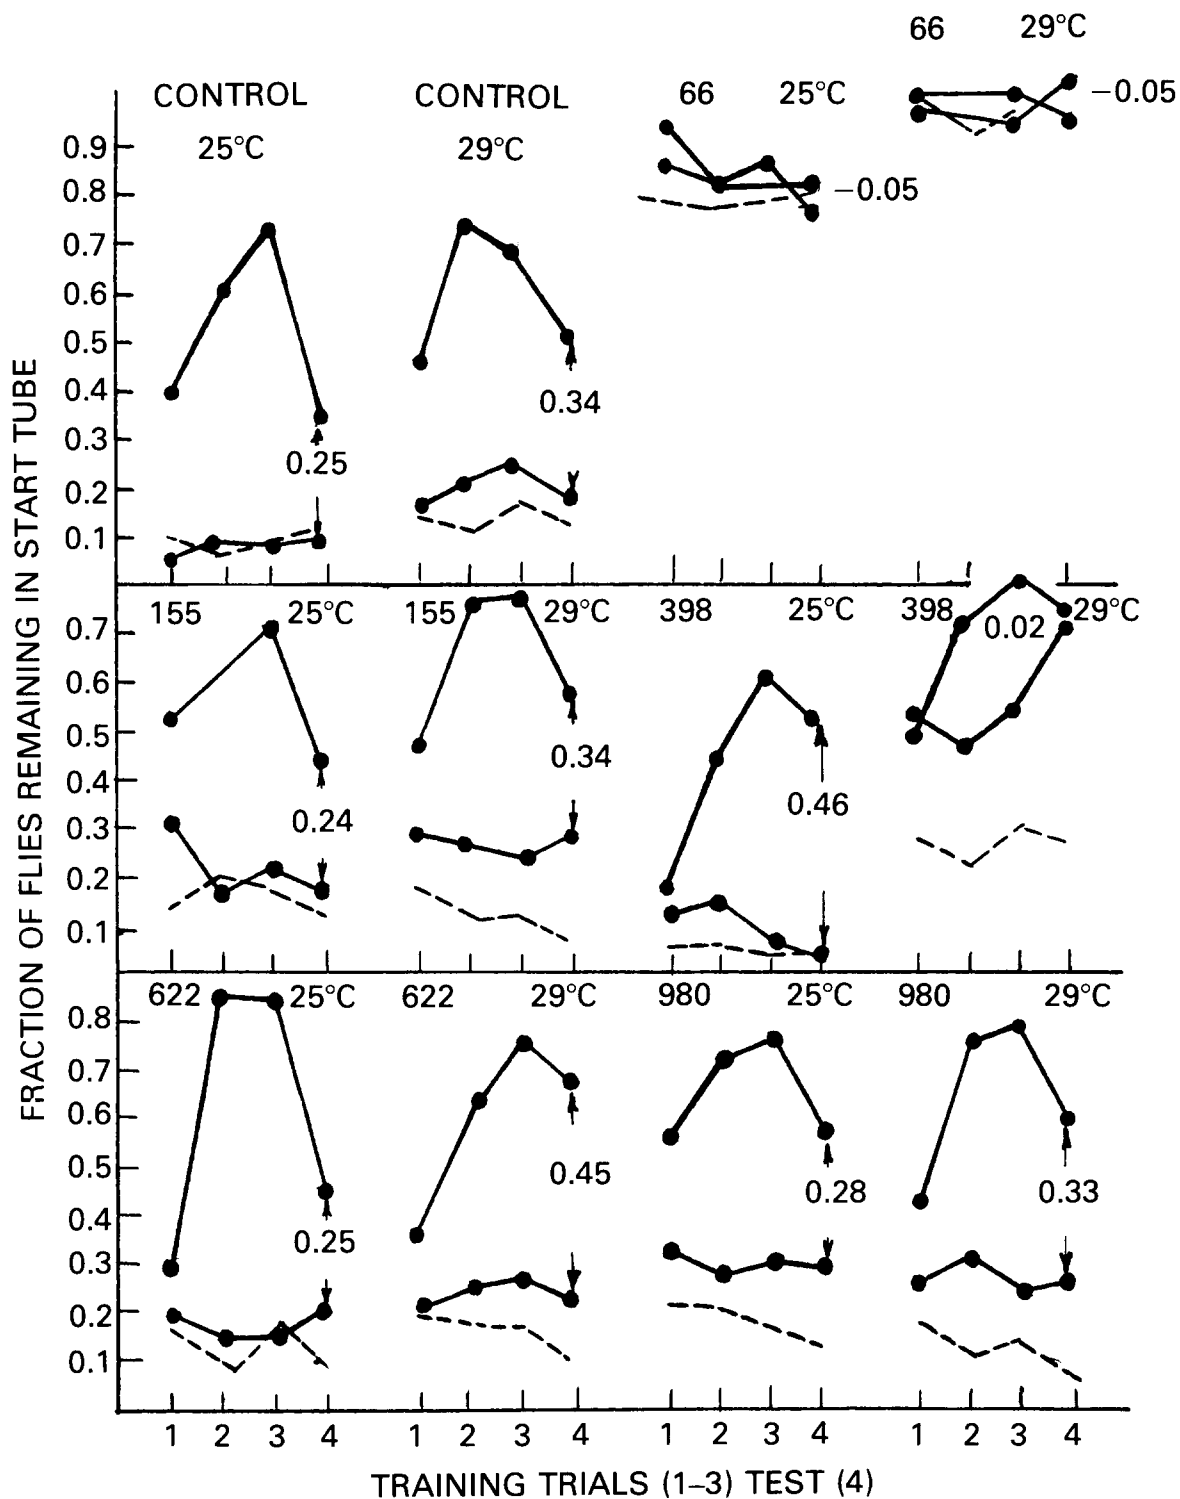 66 29°C
CONTROL CONTROL 66 25°C −0.05
25°C 29°C
0.9
0.8 −0.05
0.7
0.6
0.5
0.4 0.34
0.3 0.25
0.2
0.1
155 25°C 155 29°C 398 25°C 398 29°C
0.7 0.02
0.6
0.5 0.34
0.4 0.46
0.3 0.24
0.2
0.1
622 25°C 622 29°C 980 25°C 980 29°C
0.8
0.7
0.6
0.5 0.45 0.28 0.33
0.4 0.25
0.3
0.2
0.1
1 2 3 4 1 2 3 4 1 2 3 4 1 2 3 4
TRAINING TRIALS (1–3) TEST (4)
FRACTION OF FLIES REMAINING IN START TUBE